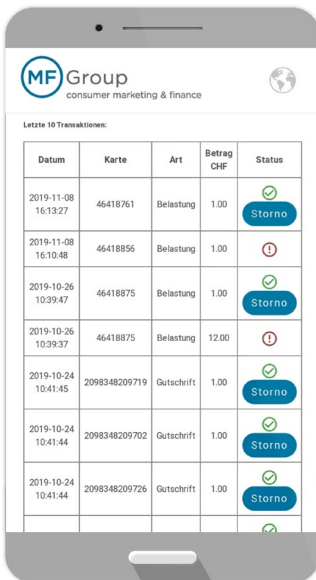 MF Group
consumer marketing & finance
Letzte 10 Transaktionen:
Datum Karte Art Betrag CHF Status
2019-11-08 16:13:27 46418761 Belastung 1.00 Storno
2019-11-08 16:10:48 46418856 Belastung 1.00
2019-10-26 10:39:47 46418875 Belastung 1.00 Storno
2019-10-26 10:39:37 46418875 Belastung 12.00
2019-10-24 10:41:45 2098348209719 Gutschrift 1.00 Storno
2019-10-24 10:41:44 2098348209702 Gutschrift 1.00 Storno
2019-10-24 10:41:44 2098348209726 Gutschrift 1.00 Storno